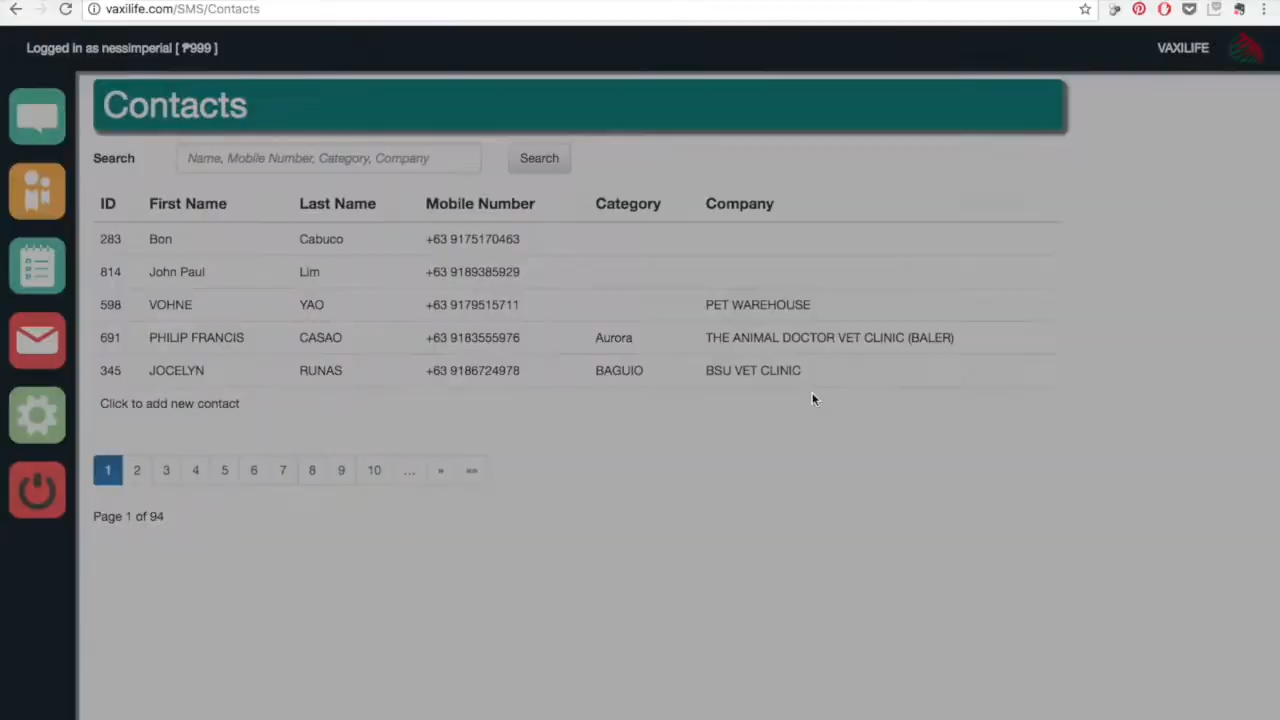 vaxilife.com/SMS/Contacts
Logged in as nessimperial [ ₱999 ]
VAXILIFE
Contacts
Search Name, Mobile Number, Category, Company Search
ID First Name Last Name Mobile Number Category Company
283 Bon Cabuco +63 9175170463
814 John Paul Lim +63 9189385929
598 VOHNE YAO +63 9179515711 PET WAREHOUSE
691 PHILIP FRANCIS CASAO +63 9183555976 Aurora THE ANIMAL DOCTOR VET CLINIC (BALER)
345 JOCELYN RUNAS +63 9186724978 BAGUIO BSU VET CLINIC
Click to add new contact
1 2 3 4 5 6 7 8 9 10 ... » »»
Page 1 of 94